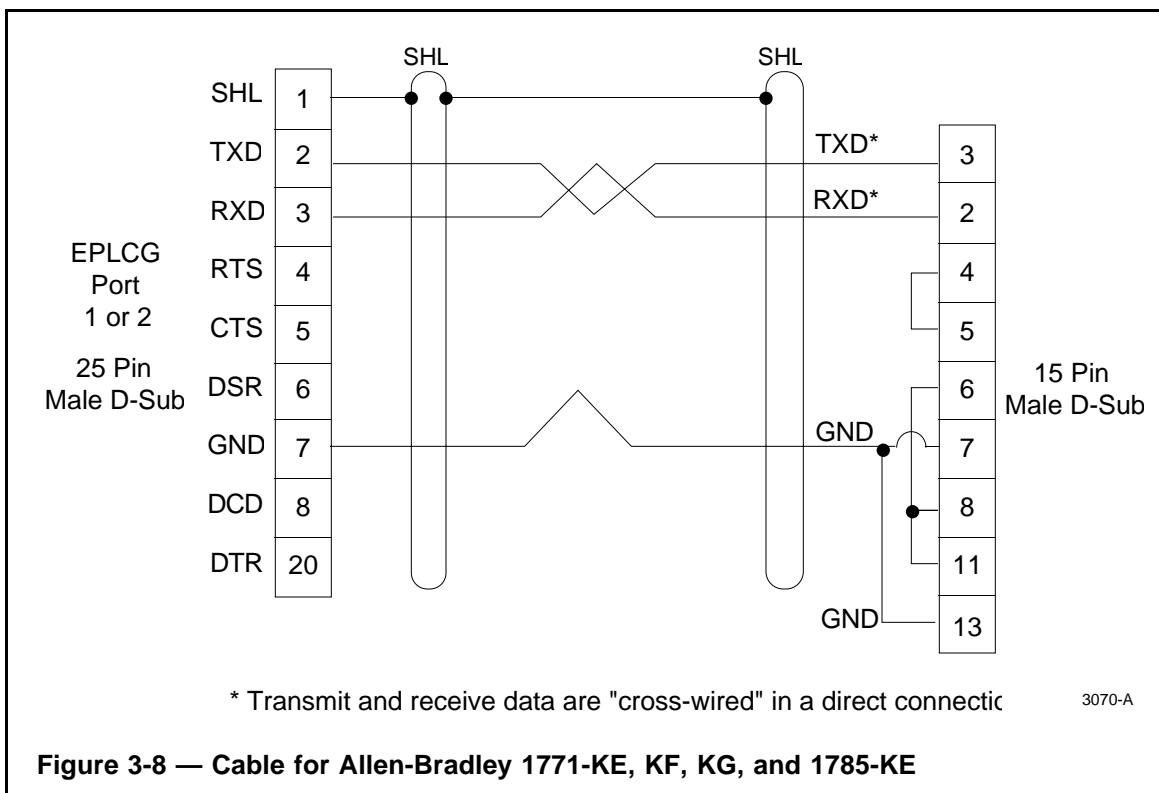 SHL SHL
SHL 1
TXD 2 TXD* 3
RXD 3 RXD* 2
RTS 4 4
CTS 5 5
DSR 6 6
GND 7 GND 7
DCD 8 8
DTR 20 11
GND 13
EPLCG
Port
1 or 2
25 Pin
Male D-Sub
15 Pin
Male D-Sub
* Transmit and receive data are "cross-wired" in a direct connectic
3070-A
Figure 3-8 — Cable for Allen-Bradley 1771-KE, KF, KG, and 1785-KE